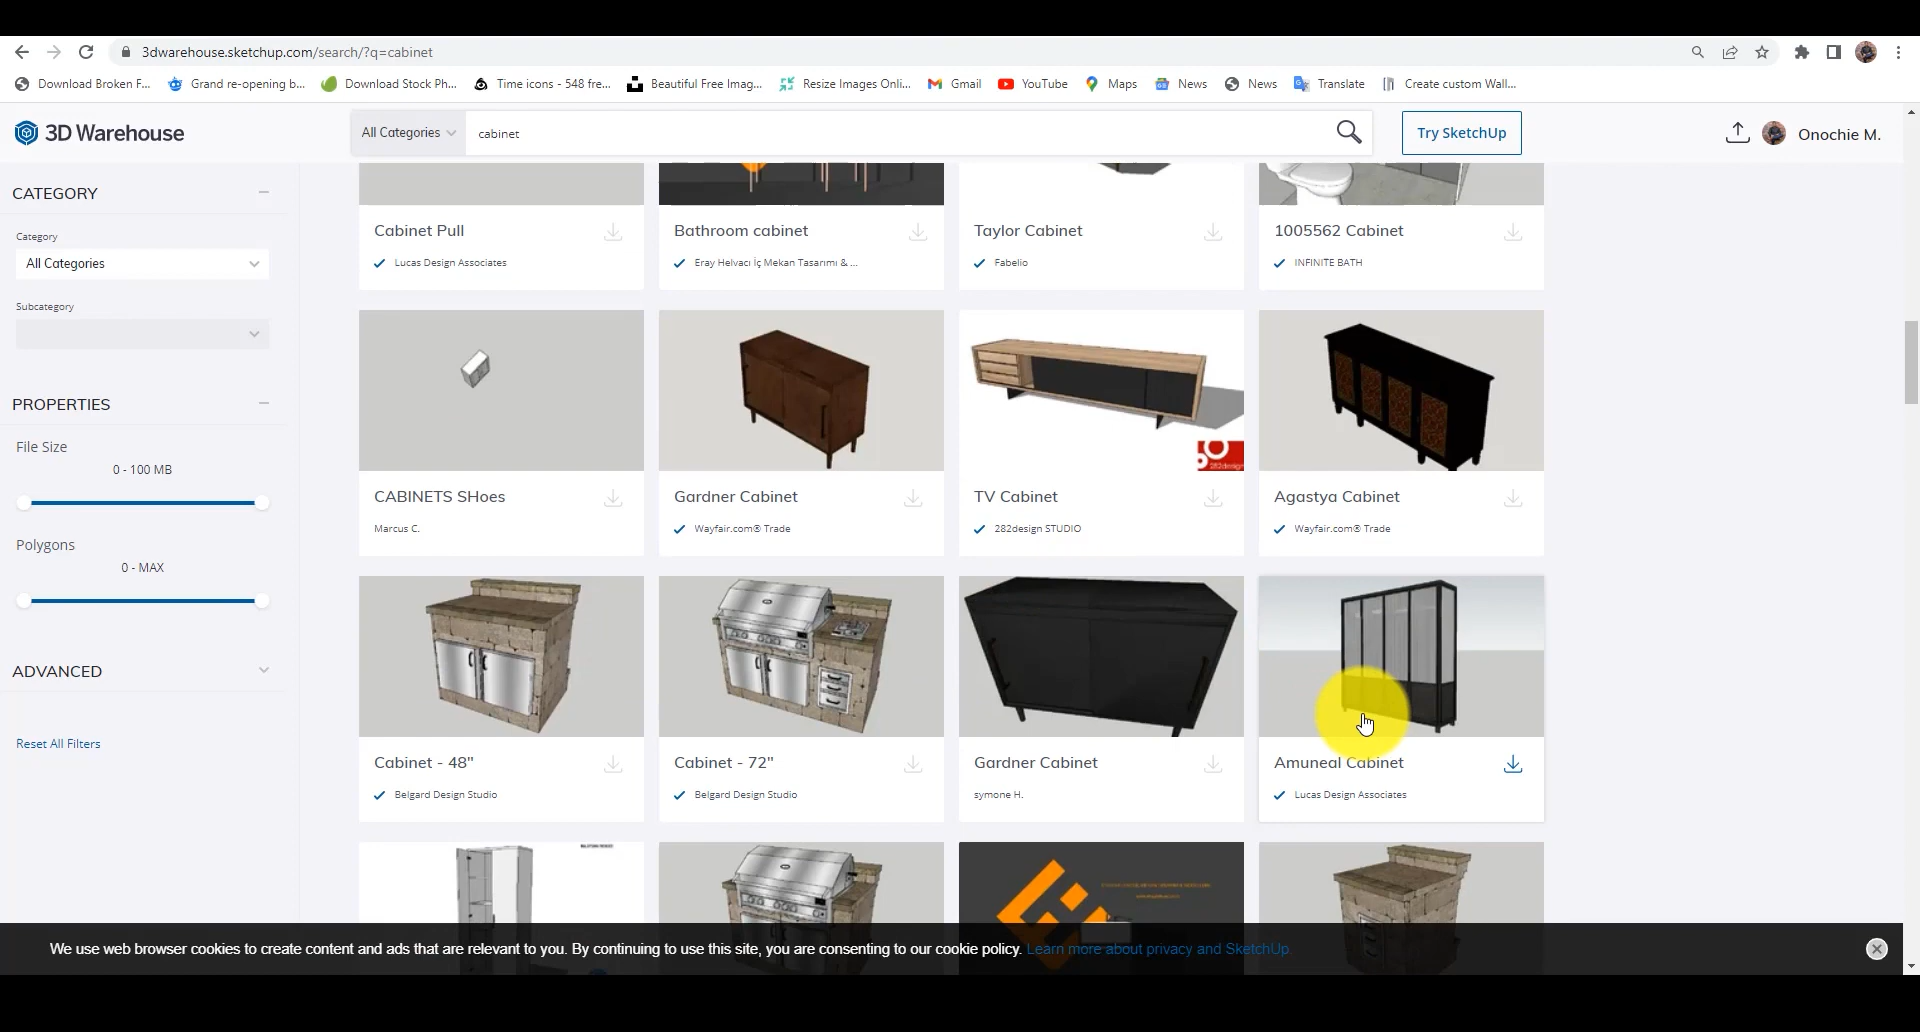 3dwarehouse.sketchup.com/search/?q=cabinet
Download Broken F... Grand re-opening b... Download Stock Ph... Time icons - 548 fre... Beautiful Free Imag... Resize Images Onli... Gmail YouTube Maps News News Translate Create custom Wall...
3D Warehouse All Categories cabinet Try SketchUp Onochie M.
CATEGORY
Category
All Categories
Subcategory
PROPERTIES
File Size
0 - 100 MB
Polygons
0 - MAX
ADVANCED
Reset All Filters
Cabinet Pull Bathroom cabinet Taylor Cabinet 1005562 Cabinet
Lucas Design Associates Eray Helvacı İç Mekan Tasarımı & ... Fabelio INFINITE BATH
282design
CABINETS SHoes Gardner Cabinet TV Cabinet Agastya Cabinet
Marcus C. Wayfair.com® Trade 282design STUDIO Wayfair.com® Trade
Cabinet - 48" Cabinet - 72" Gardner Cabinet Amuneal Cabinet
Belgard Design Studio Belgard Design Studio symone H. Lucas Design Associates
We use web browser cookies to create content and ads that are relevant to you. By continuing to use this site, you are consenting to our cookie policy. Learn more about privacy and SketchUp.